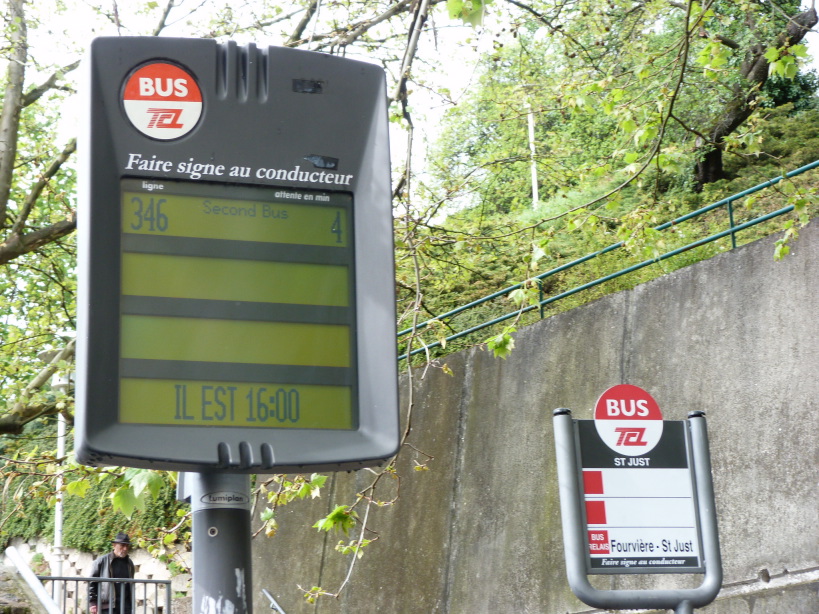 BUS
TCL
Faire signe au conducteur
ligne attente en min
346 Second Bus 4
IL EST 16:00
lumiplan
BUS
TCL
ST JUST
BUS
RELAIS
Fourvière - St Just
Faire signe au conducteur